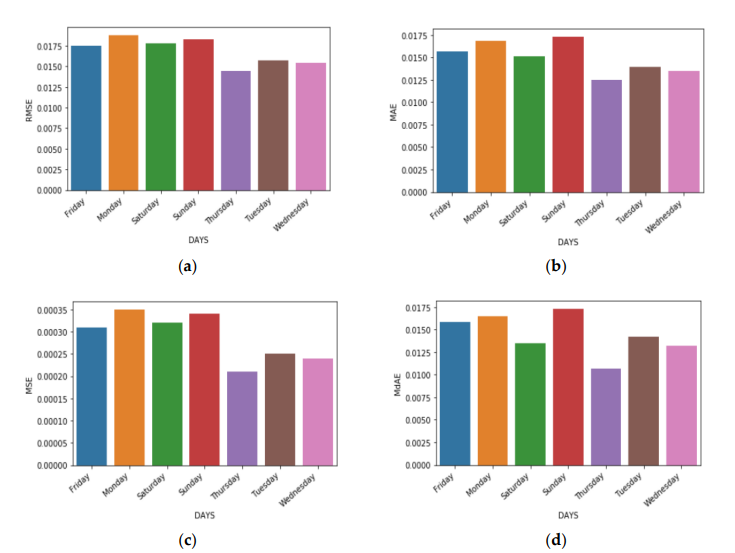 0.0175
0.0150
0.0125
0.0100
0.0075
0.0050
0.0025
0.0000
RMSE
Friday
Monday
Saturday
Sunday
Thursday
Tuesday
Wednesday
DAYS
(a)
0.0175
0.0150
0.0125
0.0100
0.0075
0.0050
0.0025
0.0000
MAE
Friday
Monday
Saturday
Sunday
Thursday
Tuesday
Wednesday
DAYS
(b)
0.00035
0.00030
0.00025
0.00020
0.00015
0.00010
0.00005
0.00000
MSE
Friday
Monday
Saturday
Sunday
Thursday
Tuesday
Wednesday
DAYS
(c)
0.0175
0.0150
0.0125
0.0100
0.0075
0.0050
0.0025
0.0000
MdAE
Friday
Monday
Saturday
Sunday
Thursday
Tuesday
Wednesday
DAYS
(d)